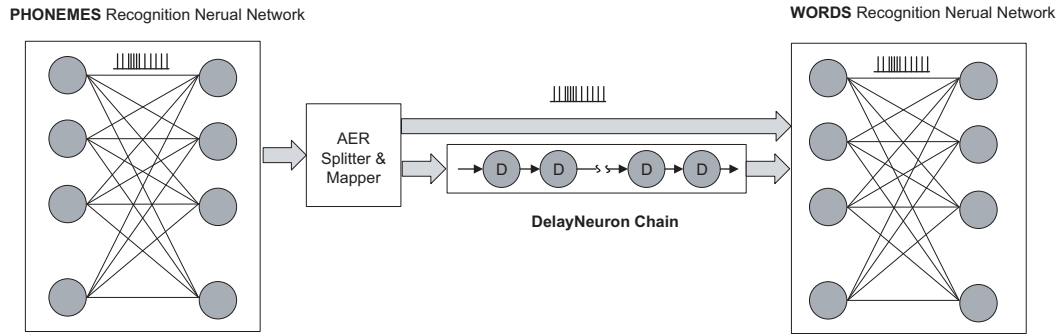 PHONEMES Recognition Nerual Network
WORDS Recognition Nerual Network
AER
Splitter &
Mapper
D D D D
DelayNeuron Chain